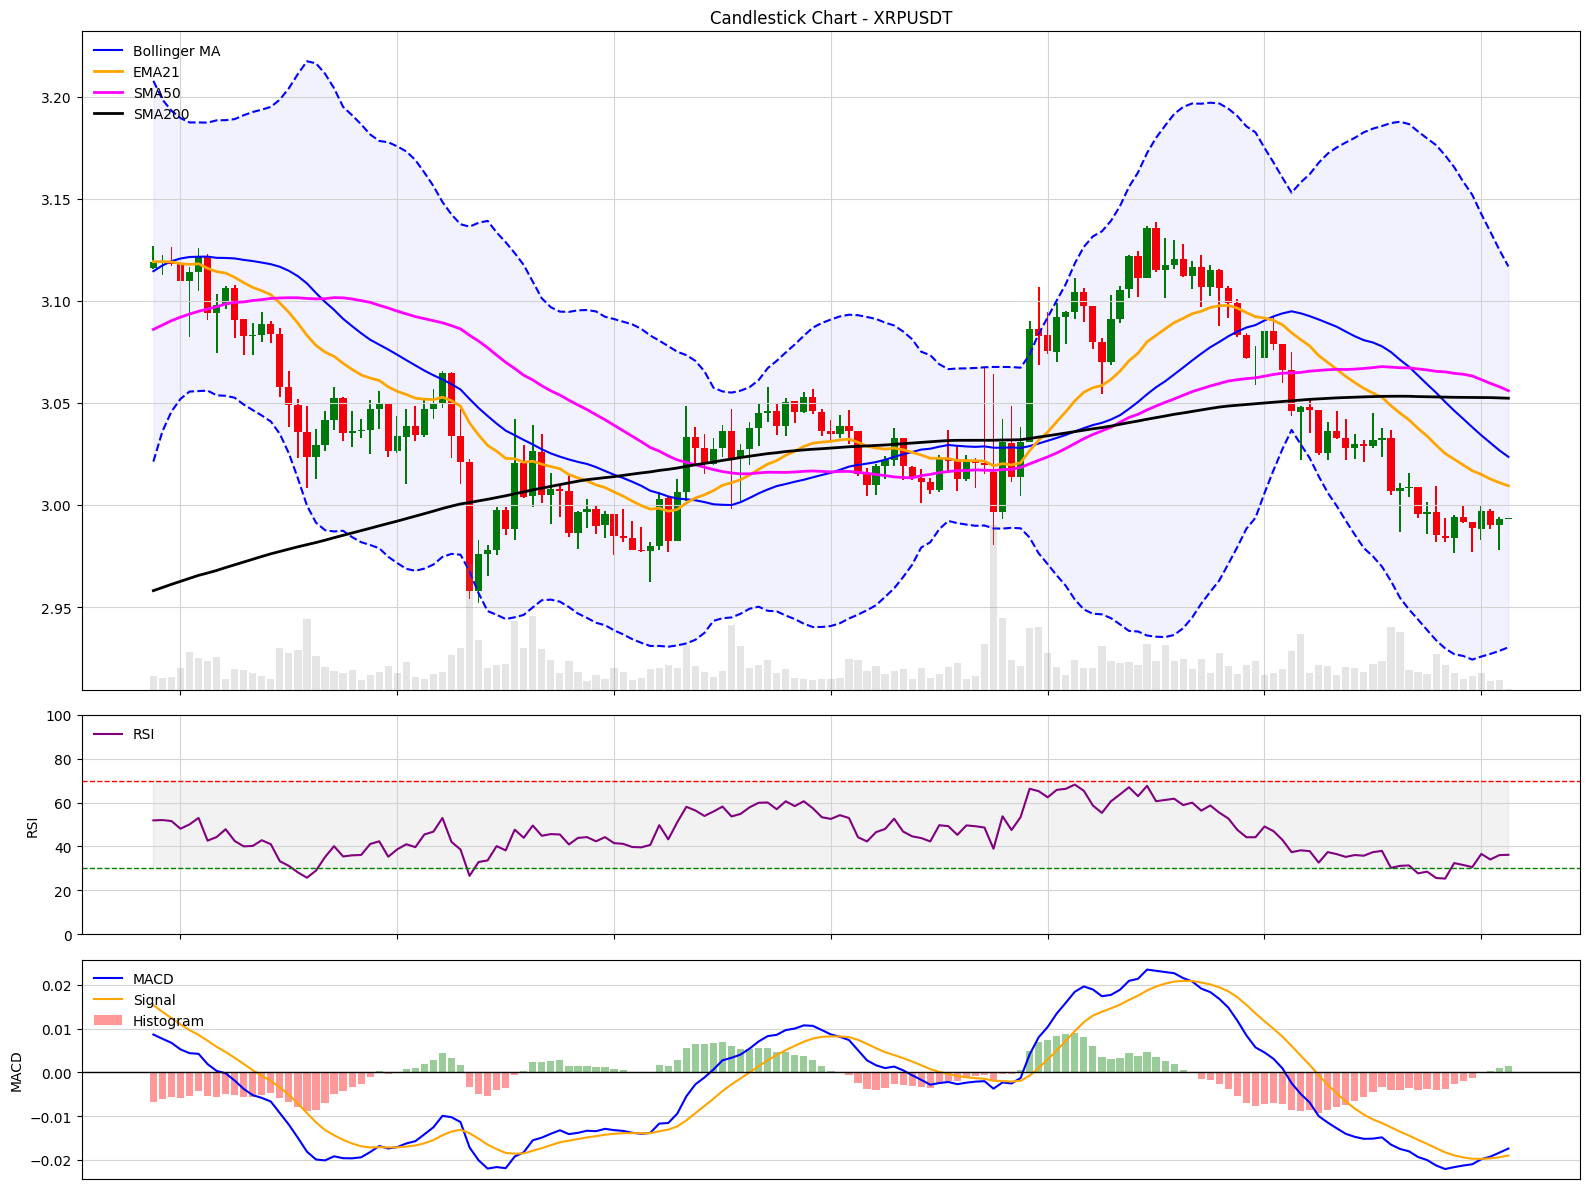 Candlestick Chart - XRPUSDT
Bollinger MA
EMA21
SMA50
SMA200
3.20
3.15
3.10
3.05
3.00
2.95
RSI
100
80
60
40
20
0
RSI
MACD
Signal
Histogram
0.02
0.01
0.00
−0.01
−0.02
MACD